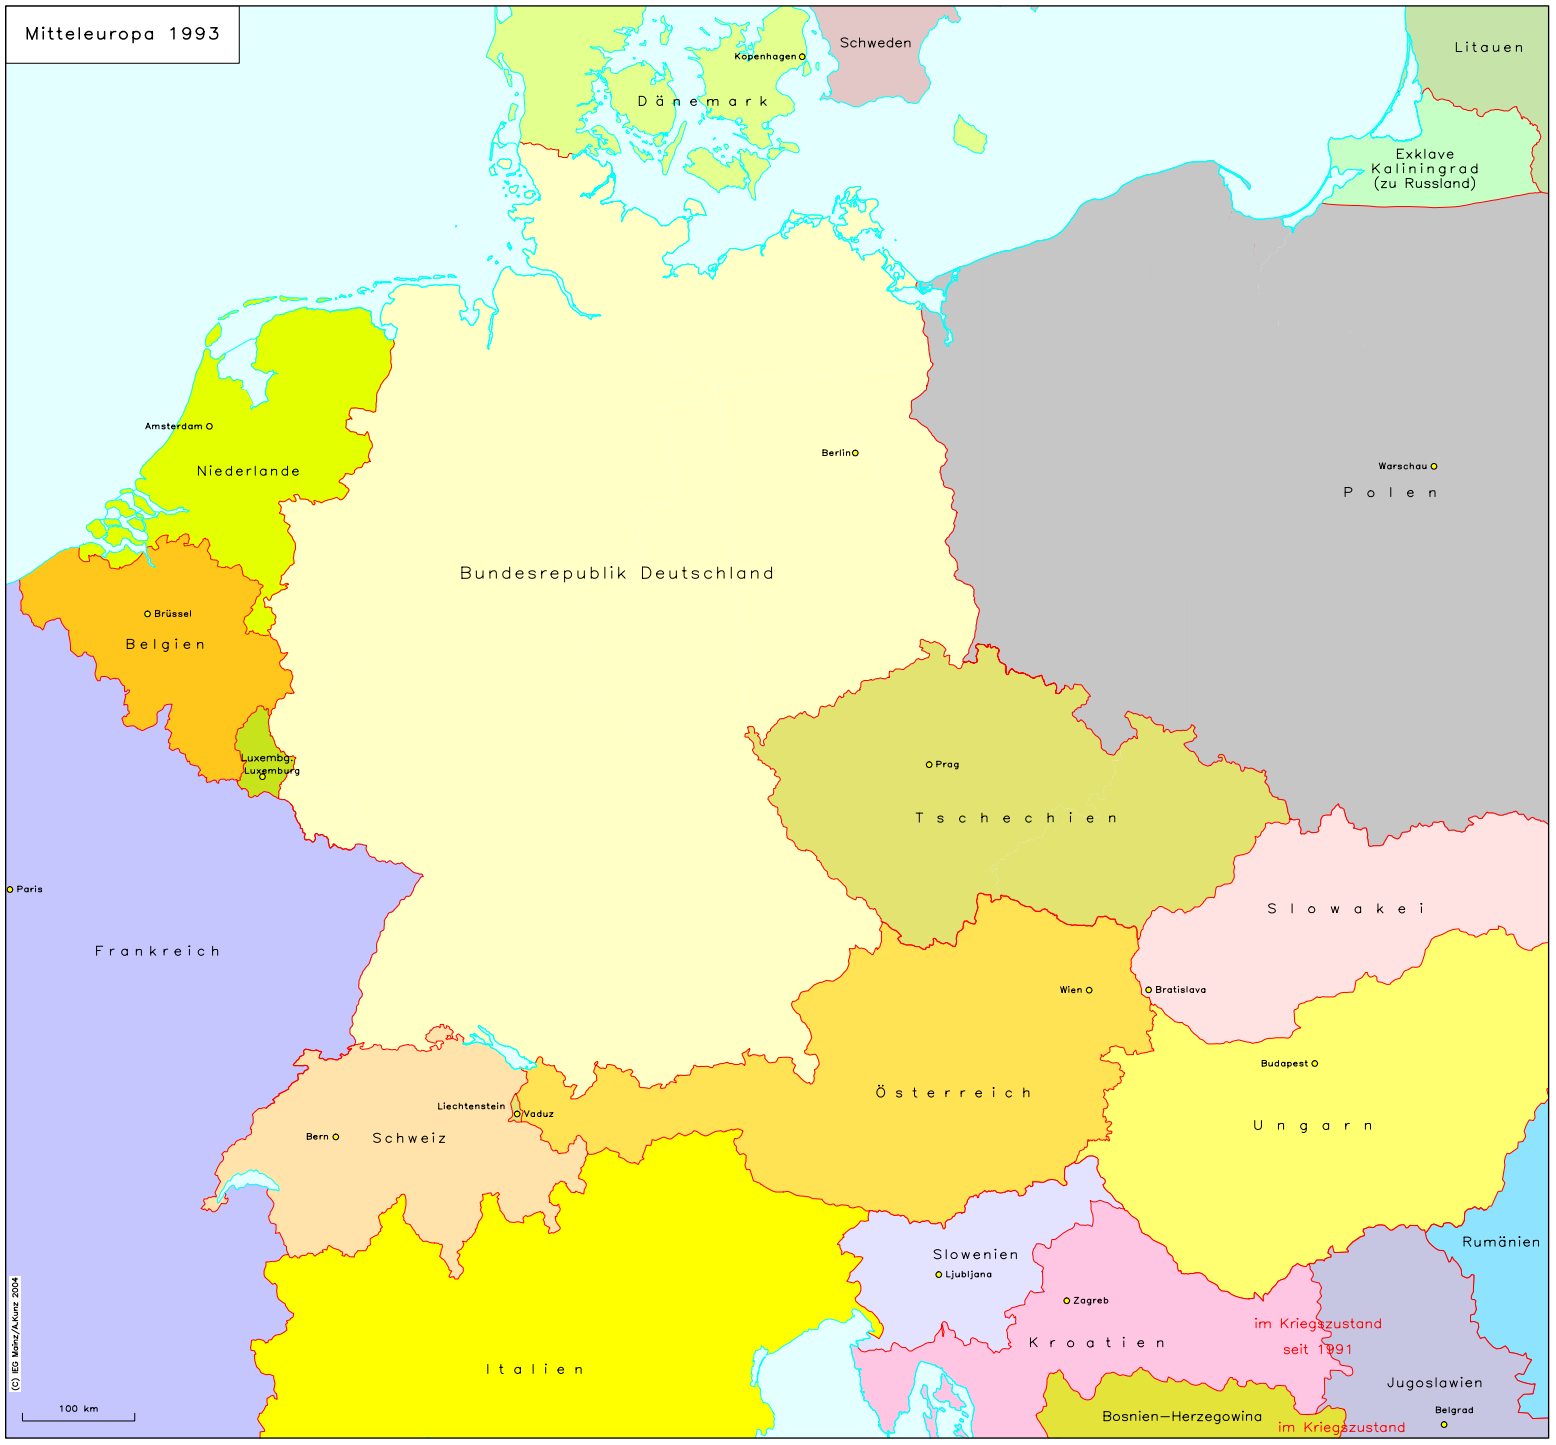 Mitteleuropa 1993
Schweden
Litauen
Kopenhagen
Dänemark
Exklave
Kaliningrad
(zu Russland)
Amsterdam
Niederlande
Berlin
Warschau
Polen
Bundesrepublik Deutschland
Brüssel
Belgien
Luxembg.
Luxemburg
Prag
Tschechien
Paris
Slowakei
Frankreich
Wien
Bratislava
Budapest
Österreich
Liechtenstein
Vaduz
Bern
Schweiz
Ungarn
Rumänien
Slowenien
Ljubljana
Zagreb
im Kriegszustand
seit 1991
Kroatien
Italien
Jugoslawien
Belgrad
Bosnien-Herzegowina
im Kriegszustand
100 km
(C) IEG Mainz/A.Kunz 2004